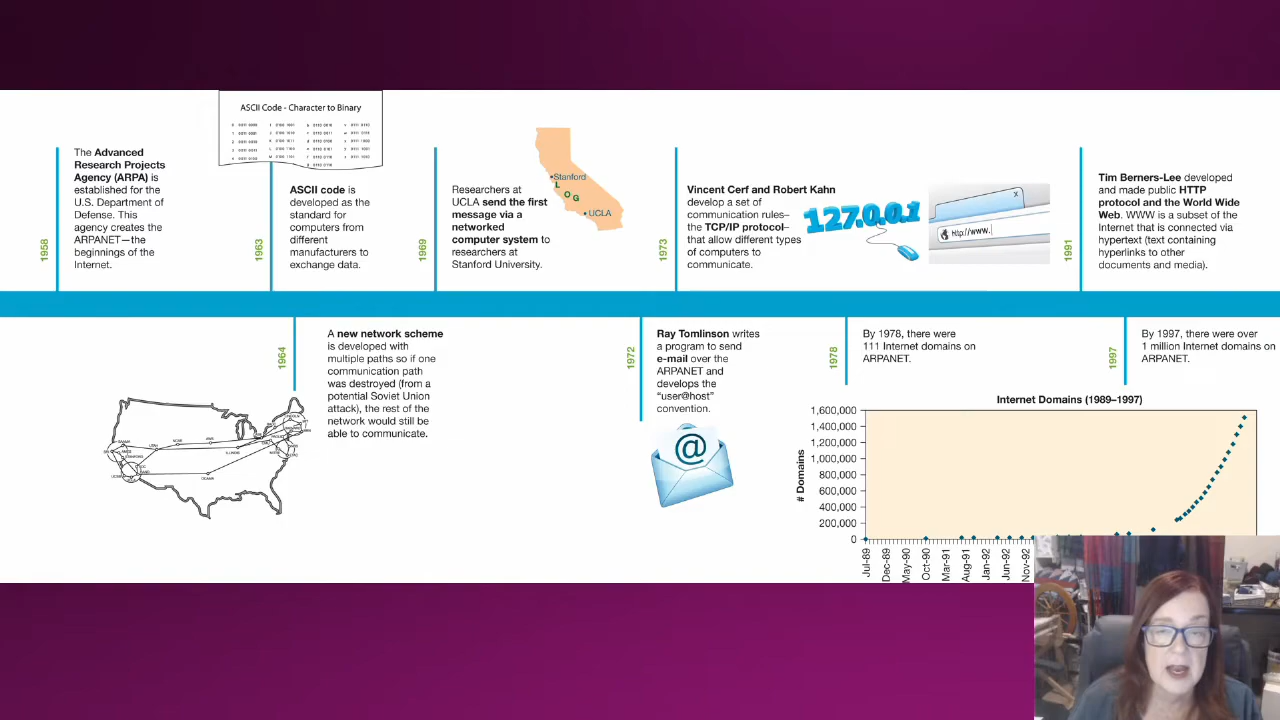 ASCII Code - Character to Binary
1958
The Advanced
Research Projects
Agency (ARPA) is
established for the
U.S. Department of
Defense. This
agency creates the
ARPANET—the
beginnings of the
Internet.
1963
ASCII code is
developed as the
standard for
computers from
different
manufacturers to
exchange data.
1969
Researchers at
UCLA send the first
message via a
networked
computer system to
researchers at
Stanford University.
Stanford
L
O
G
UCLA
1973
Vincent Cerf and Robert Kahn
develop a set of
communication rules–
the TCP/IP protocol–
that allow different types
of computers to
communicate.
127.0.0.1
X
http://www.
1991
Tim Berners-Lee developed
and made public HTTP
protocol and the World Wide
Web. WWW is a subset of the
Internet that is connected via
hypertext (text containing
hyperlinks to other
documents and media).
1964
A new network scheme
is developed with
multiple paths so if one
communication path
was destroyed (from a
potential Soviet Union
attack), the rest of the
network would still be
able to communicate.
1972
Ray Tomlinson writes
a program to send
e-mail over the
ARPANET and
develops the
“user@host”
convention.
@
1978
By 1978, there were
111 Internet domains on
ARPANET.
1997
By 1997, there were over
1 million Internet domains on
ARPANET.
Internet Domains (1989–1997)
# Domains
1,600,000
1,400,000
1,200,000
1,000,000
800,000
600,000
400,000
200,000
0
Jul-89
Dec-89
May-90
Oct-90
Mar-91
Aug-91
Jan-92
Jun-92
Nov-92